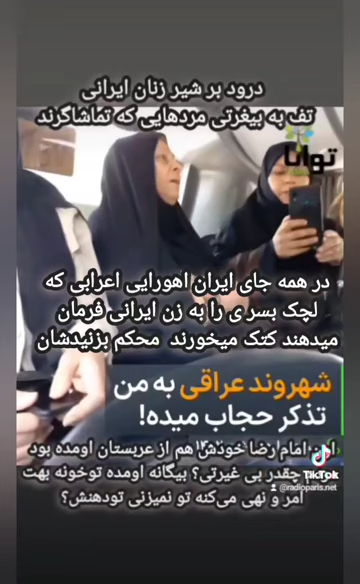 درود بر شیر زنان ایرانی
تف به بیغرتی مردهایی که تماشاگرند
توانا
در همه جای ایران اهورایی اعرابی که
لچک بسری را به زن ایرانی فرمان
میدهند کتک میخورند محکم بزنیدشان
شهروند عراقی به من
تذکر حجاب میده!
امام رضا خودش هم از عربستان اومده بود
چقدر بی غیرتی؟ بیگانه اومده توخونه بهت
امر و نهی می‌کنه تو نمیزنی تودهنش؟
TikTok
@radioparis.net